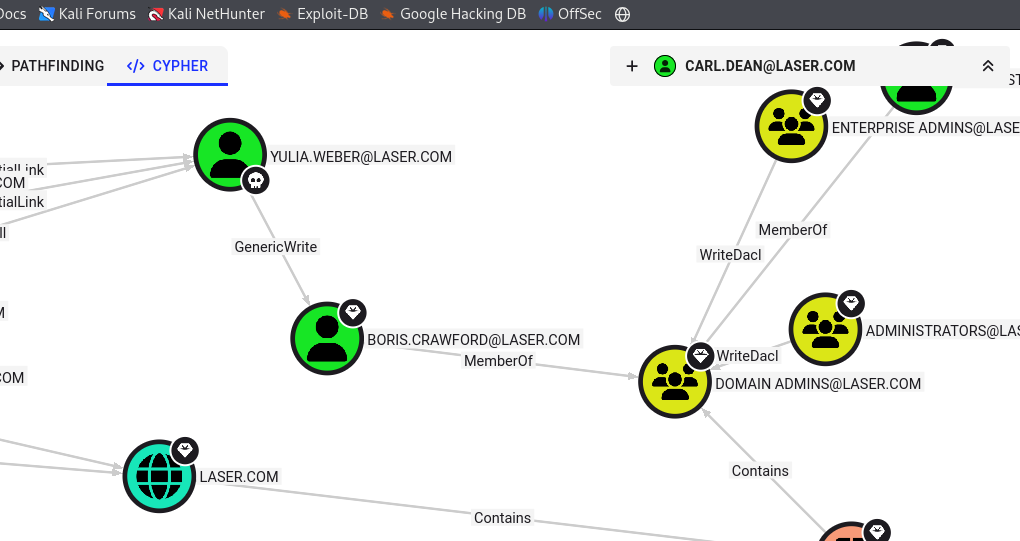 Docs Kali Forums Kali NetHunter Exploit-DB Google Hacking DB OffSec
PATHFINDING </> CYPHER
+ CARL.DEAN@LASER.COM
ST
ENTERPRISE ADMINS@LASE
YULIA.WEBER@LASER.COM
tialLink
COM
tialLink
ll
MemberOf
GenericWrite
WriteDacl
M
ADMINISTRATORS@LAS
BORIS.CRAWFORD@LASER.COM
WriteDacl
MemberOf
COM
DOMAIN ADMINS@LASER.COM
Contains
LASER.COM
Contains